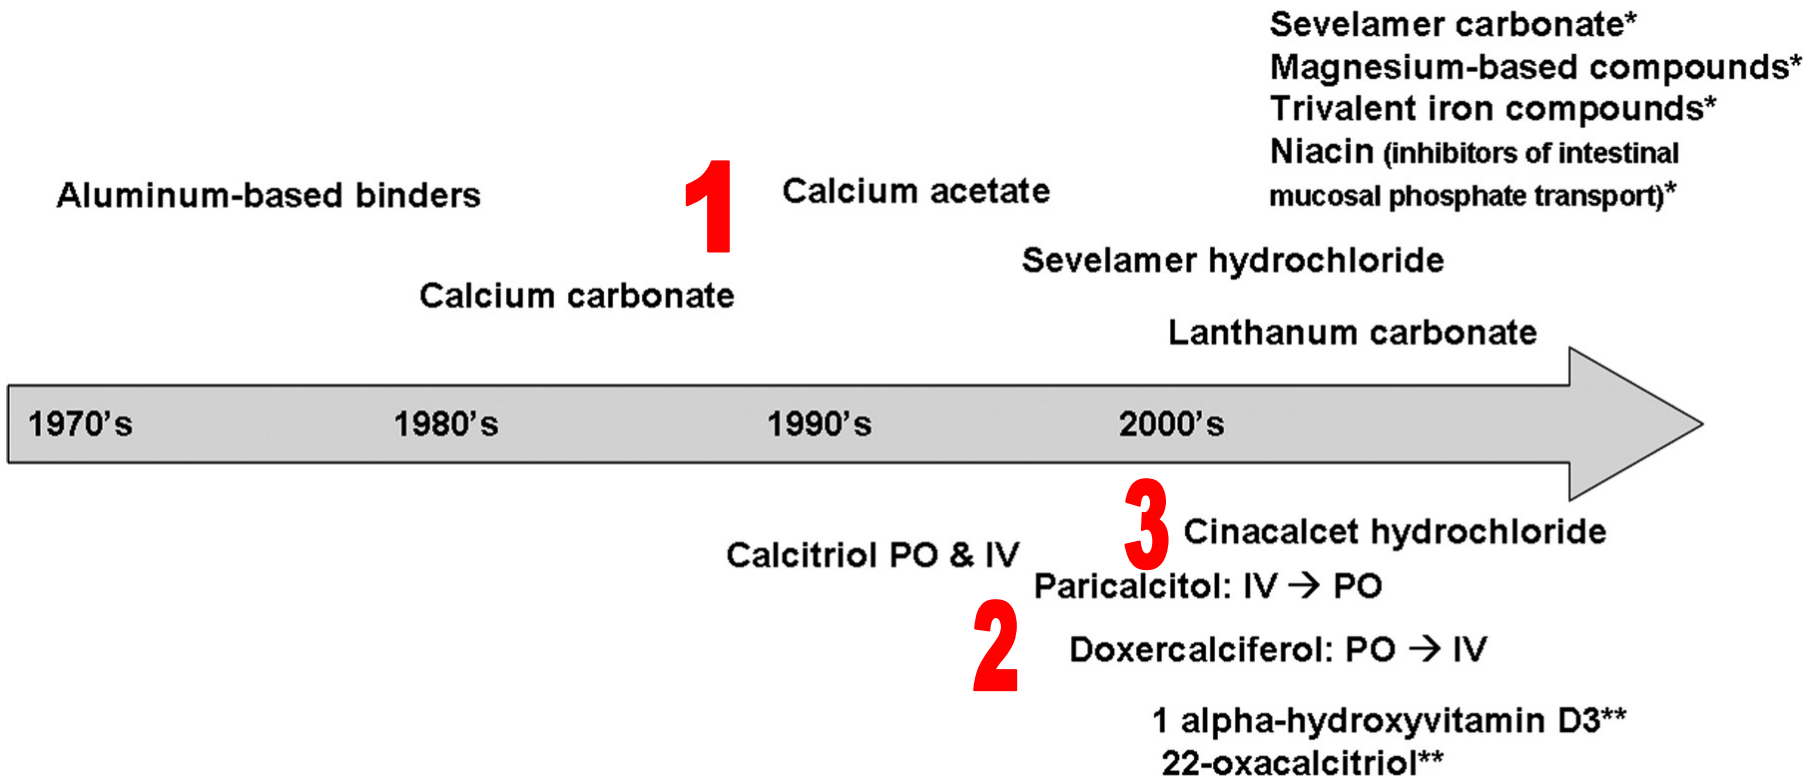 Sevelamer carbonate*
Magnesium-based compounds*
Trivalent iron compounds*
Niacin (inhibitors of intestinal
mucosal phosphate transport)*
Aluminum-based binders
1
Calcium acetate
Sevelamer hydrochloride
Calcium carbonate
Lanthanum carbonate
1970's 1980's 1990's 2000's
3
Cinacalcet hydrochloride
Calcitriol PO & IV
Paricalcitol: IV → PO
2
Doxercalciferol: PO → IV
1 alpha-hydroxyvitamin D3**
22-oxacalcitriol**